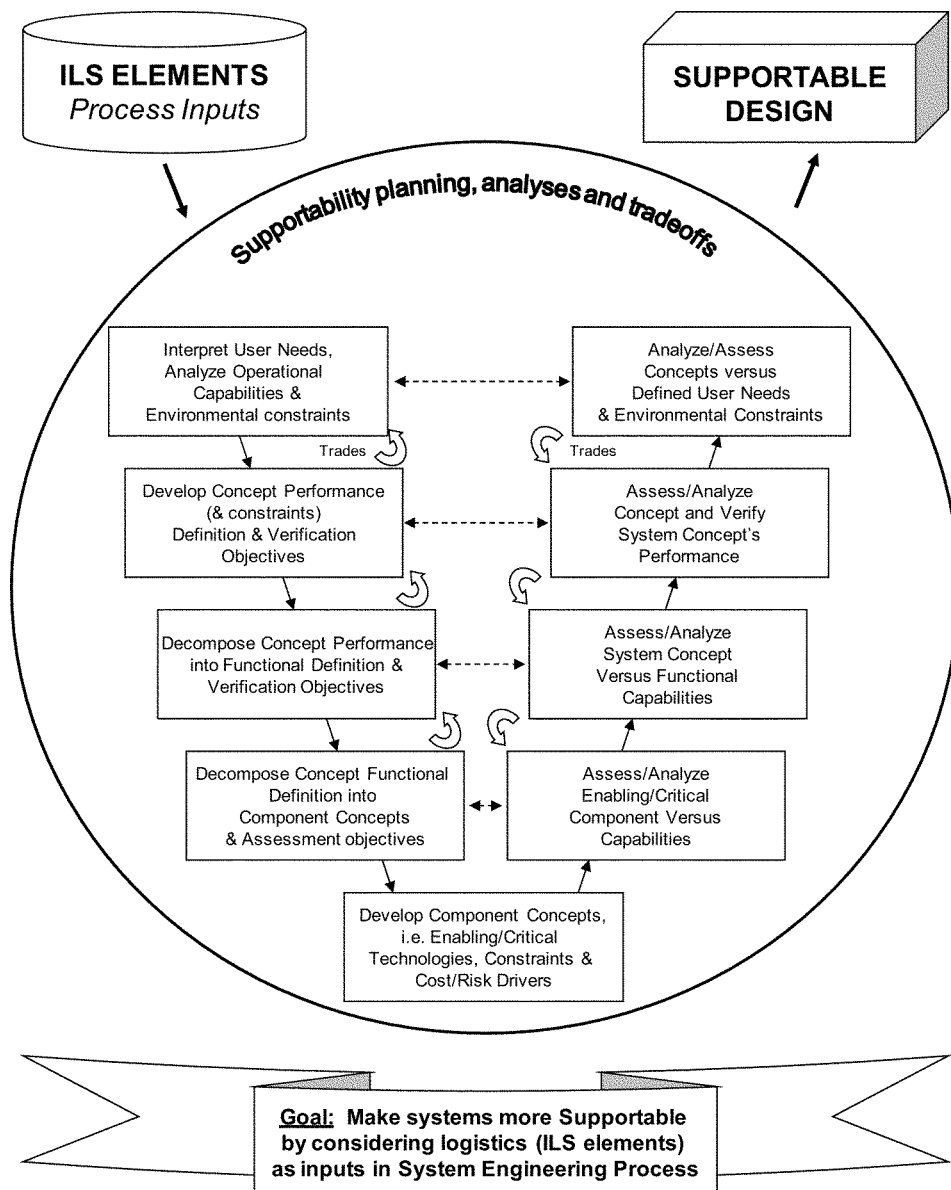 ILS ELEMENTS
Process Inputs
SUPPORTABLE
DESIGN
Supportability planning, analyses and tradeoffs
Interpret User Needs,
Analyze Operational
Capabilities &
Environmental constraints
Analyze/Assess
Concepts versus
Defined User Needs
& Environmental Constraints
Trades
Trades
Develop Concept Performance
(& constraints)
Definition & Verification
Objectives
Assess/Analyze
Concept and Verify
System Concept's
Performance
Decompose Concept Performance
into Functional Definition &
Verification Objectives
Assess/Analyze
System Concept
Versus Functional
Capabilities
Decompose Concept Functional
Definition into
Component Concepts
& Assessment objectives
Assess/Analyze
Enabling/Critical
Component Versus
Capabilities
Develop Component Concepts,
i.e. Enabling/Critical
Technologies, Constraints &
Cost/Risk Drivers
Goal: Make systems more Supportable
by considering logistics (ILS elements)
as inputs in System Engineering Process